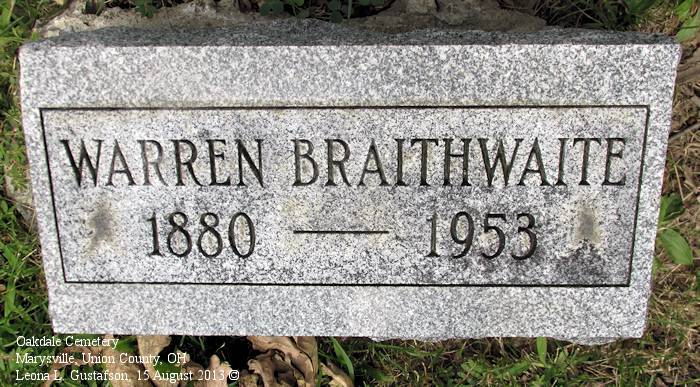 WARREN BRAITHWAITE
1880 — 1953
Oakdale Cemetery
Marysville, Union County, OH
Leona L. Gustafson, 15 August 2013 ©